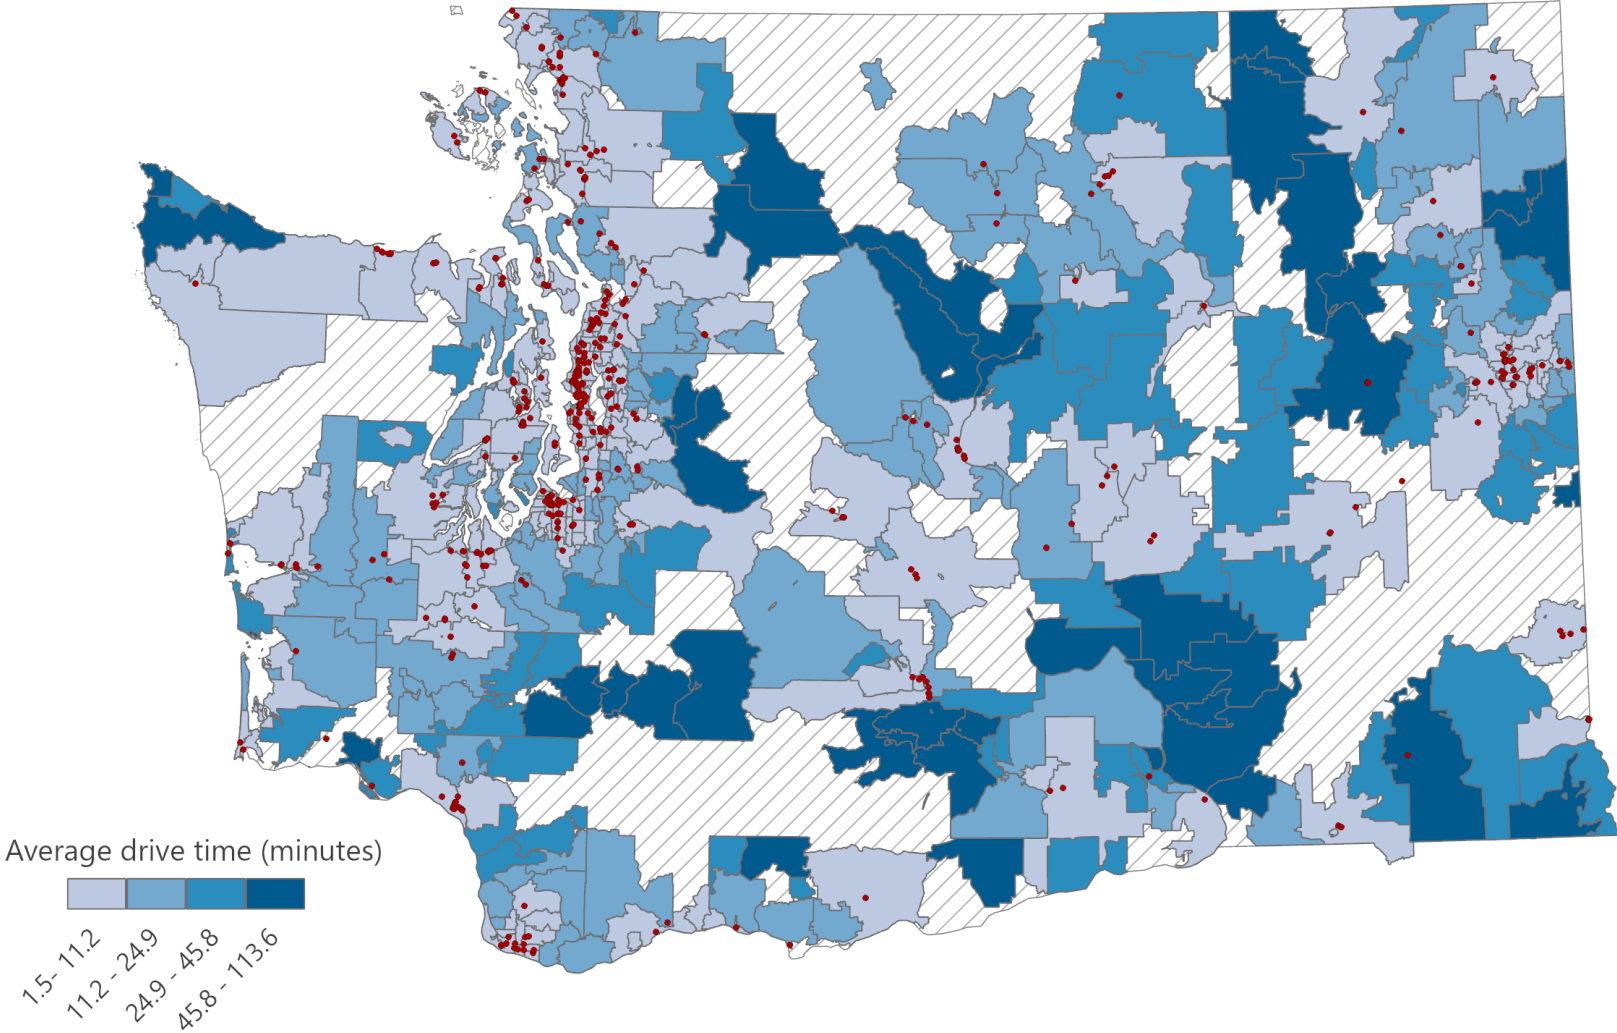 Average drive time (minutes)
1.5- 11.2
11.2 - 24.9
24.9 - 45.8
45.8 - 113.6